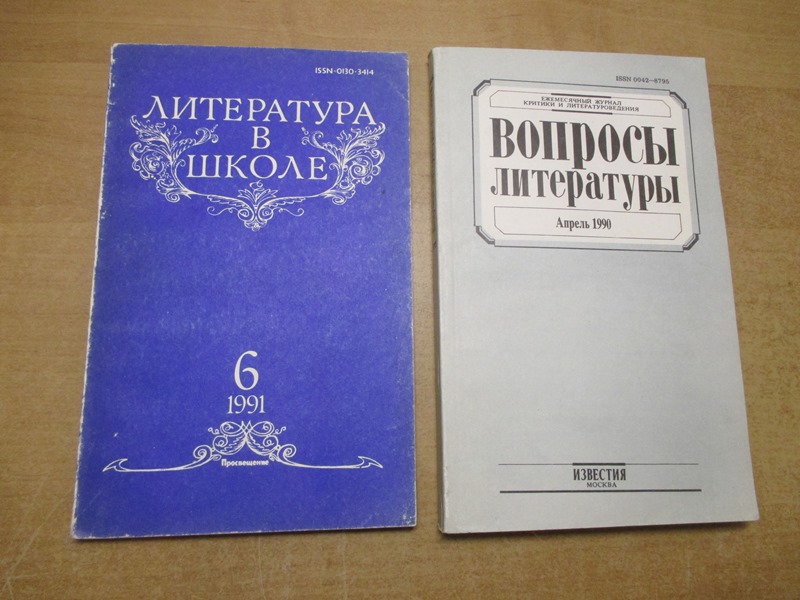 ISSN-0130-3414
ЛИТЕРАТУРА
В
ШКОЛЕ
6
1991
Просвещение
ISSN 0042-8795
ЕЖЕМЕСЯЧНЫЙ ЖУРНАЛ
КРИТИКИ И ЛИТЕРАТУРОВЕДЕНИЯ
ВОПРОСЫ
ЛИТЕРАТУРЫ
Апрель 1990
ИЗВЕСТИЯ
МОСКВА